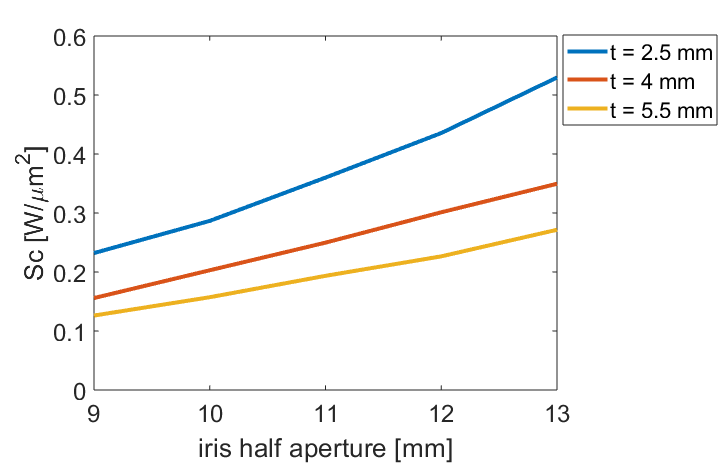 0.6
0.5
0.4
0.3
0.2
0.1
0
Sc [W/μm²]
9 10 11 12 13
iris half aperture [mm]
t = 2.5 mm
t = 4 mm
t = 5.5 mm